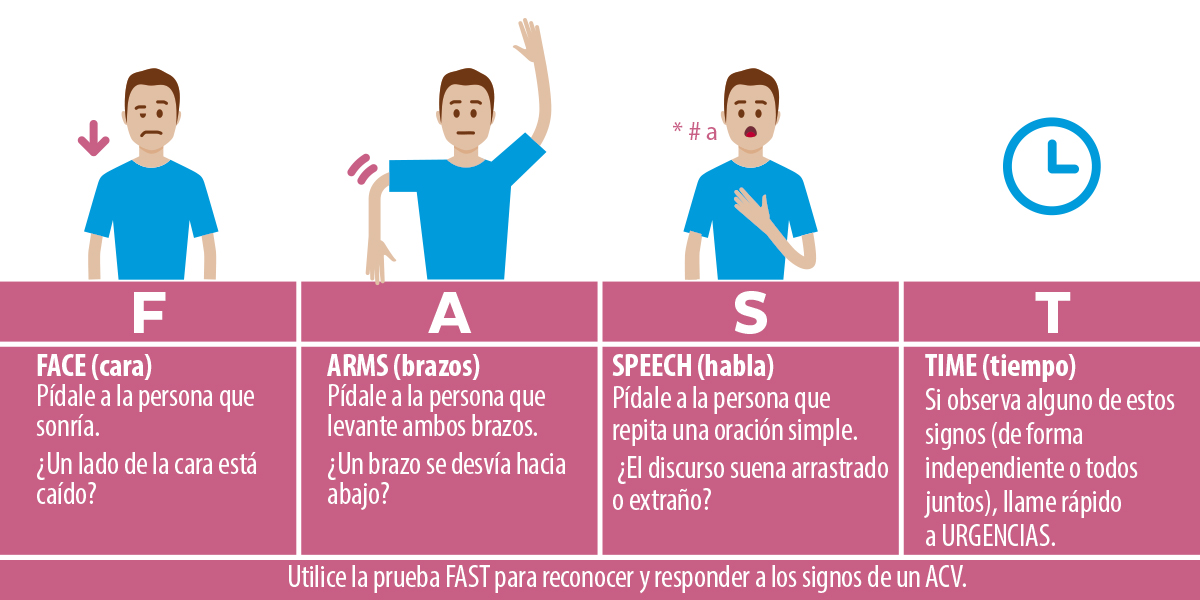 * # a
F
A
S
T
FACE (cara)
Pídale a la persona que
sonría.
¿Un lado de la cara está
caído?
ARMS (brazos)
Pídale a la persona que
levante ambos brazos.
¿Un brazo se desvía hacia
abajo?
SPEECH (habla)
Pídale a la persona que
repita una oración simple.
¿El discurso suena arrastrado
o extraño?
TIME (tiempo)
Si observa alguno de estos
signos (de forma
independiente o todos
juntos), llame rápido
a URGENCIAS.
Utilice la prueba FAST para reconocer y responder a los signos de un ACV.